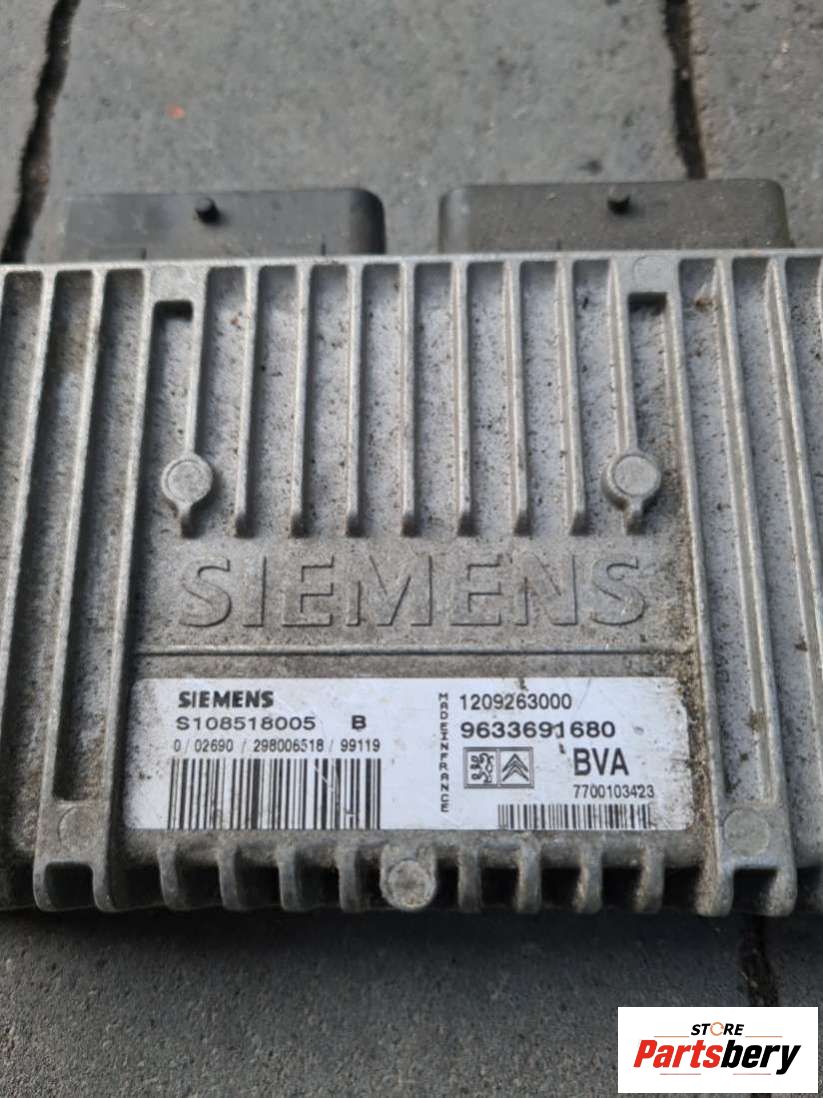 SIEMENS
SIEMENS
S108518005 B
0 / 02690 / 298006518 / 99119
MADE IN FRANCE
1209263000
9633691680
BVA
7700103423
STORE
Partsbery